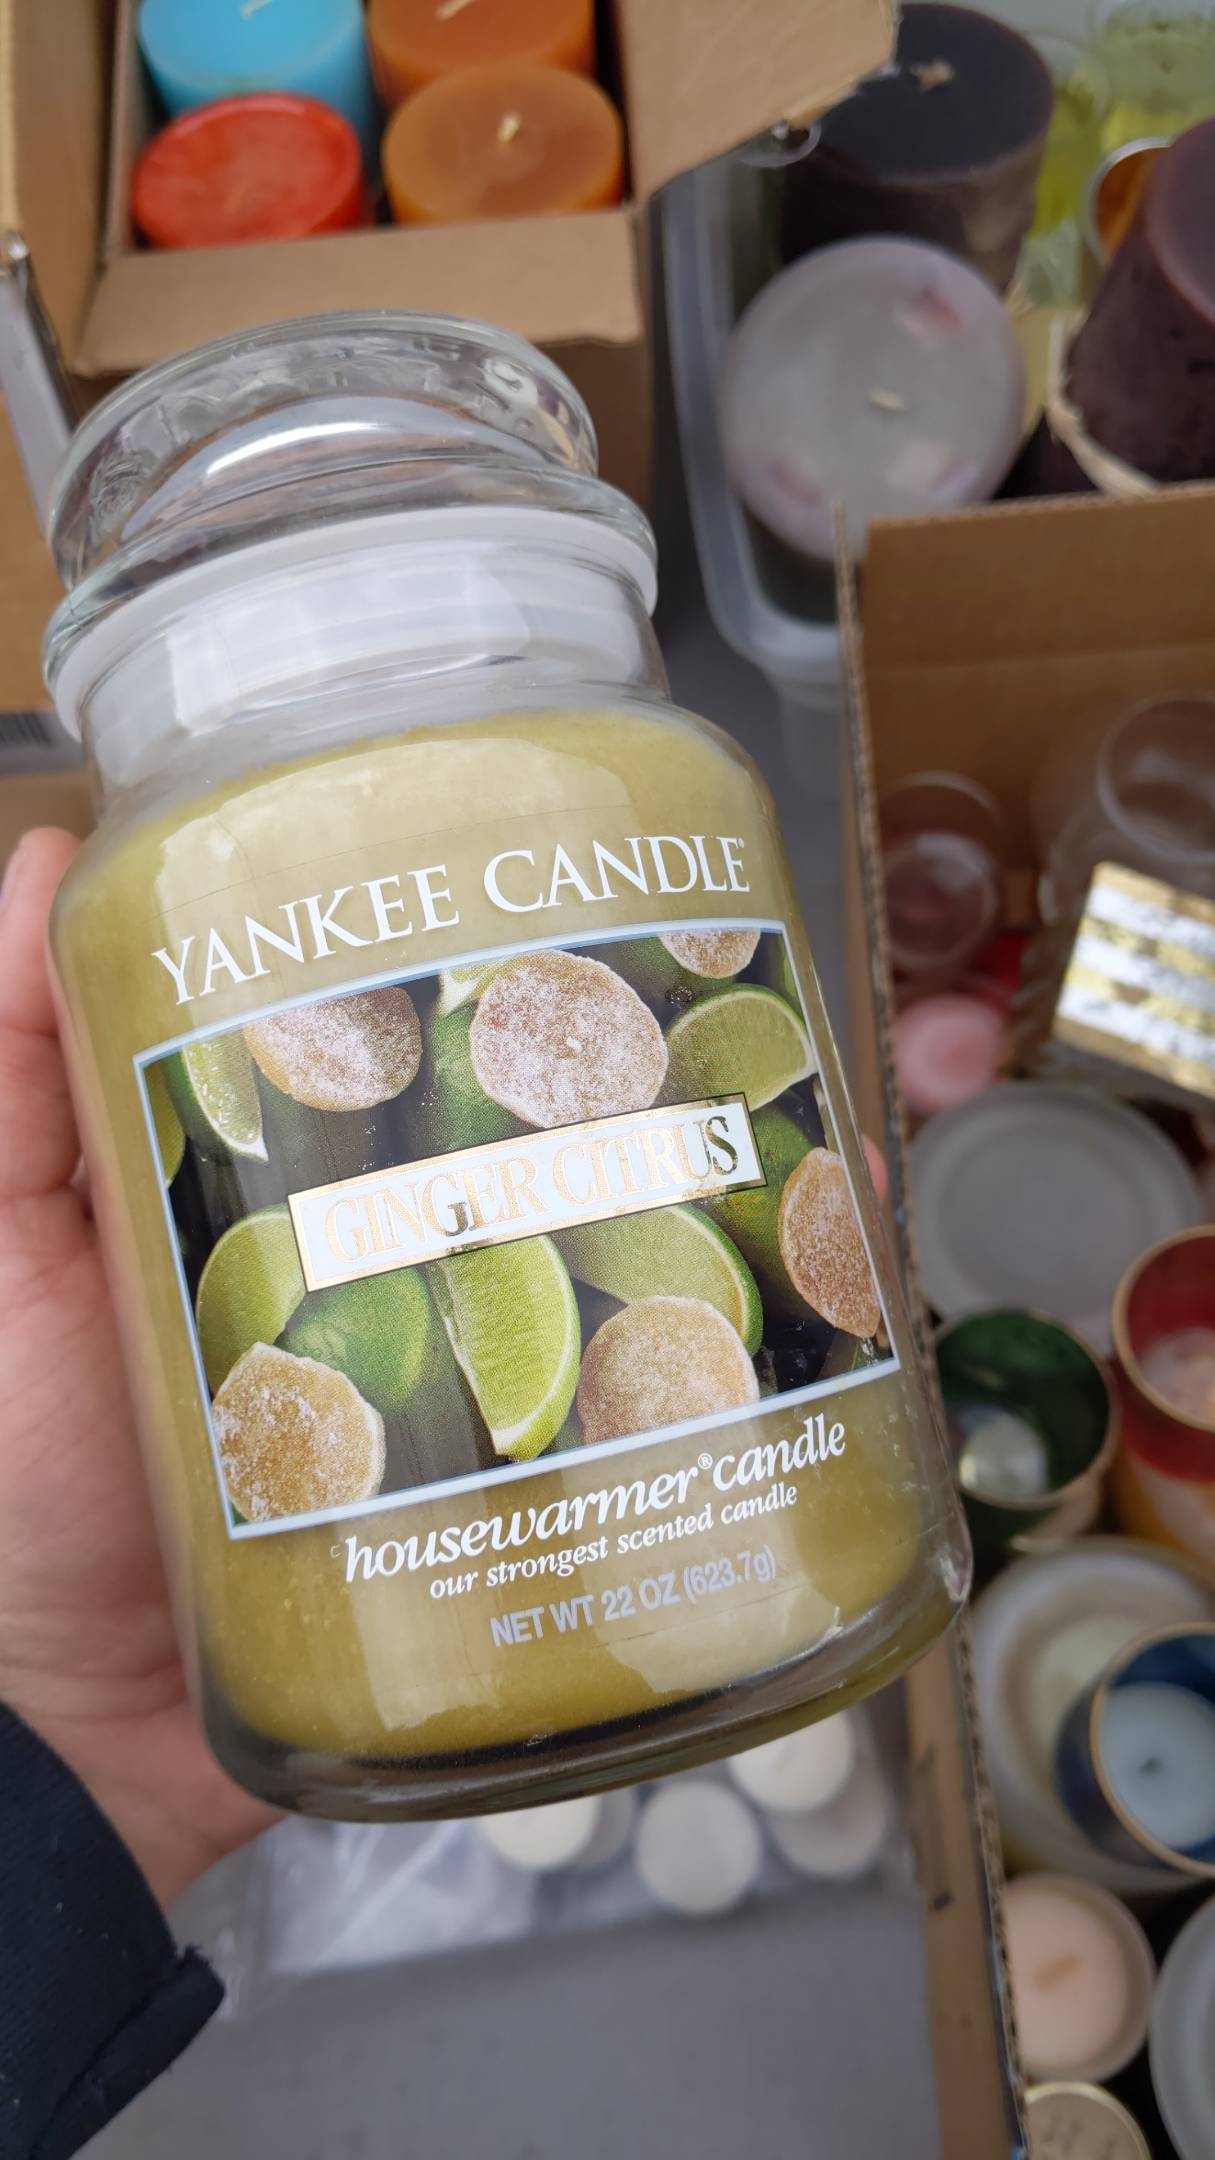 YANKEE CANDLE®
GINGER CITRUS
housewarmer® candle
our strongest scented candle
NET WT 22 OZ (623.7g)